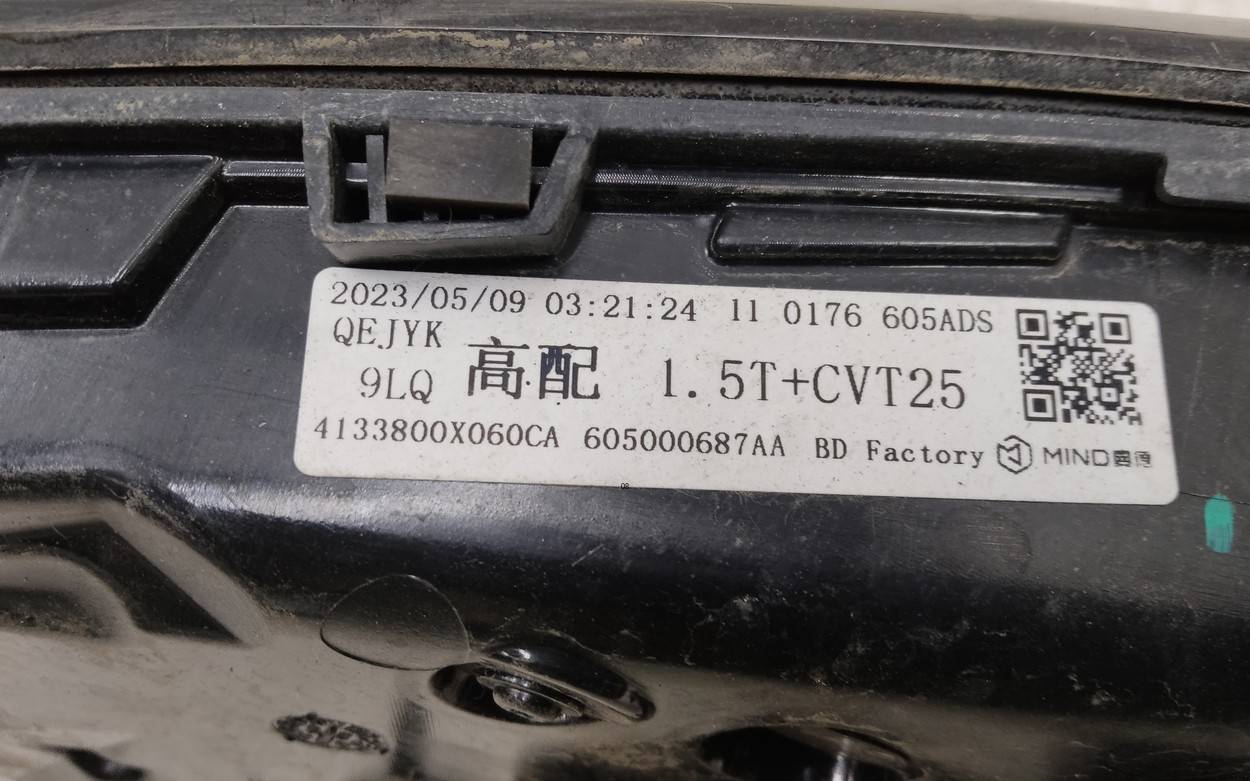 2023/05/09 03:21:24 11 0176 605ADS
QEJYK
9LQ 高配 1.5T+CVT25
4133800X060CA 605000687AA BD Factory MIND
08